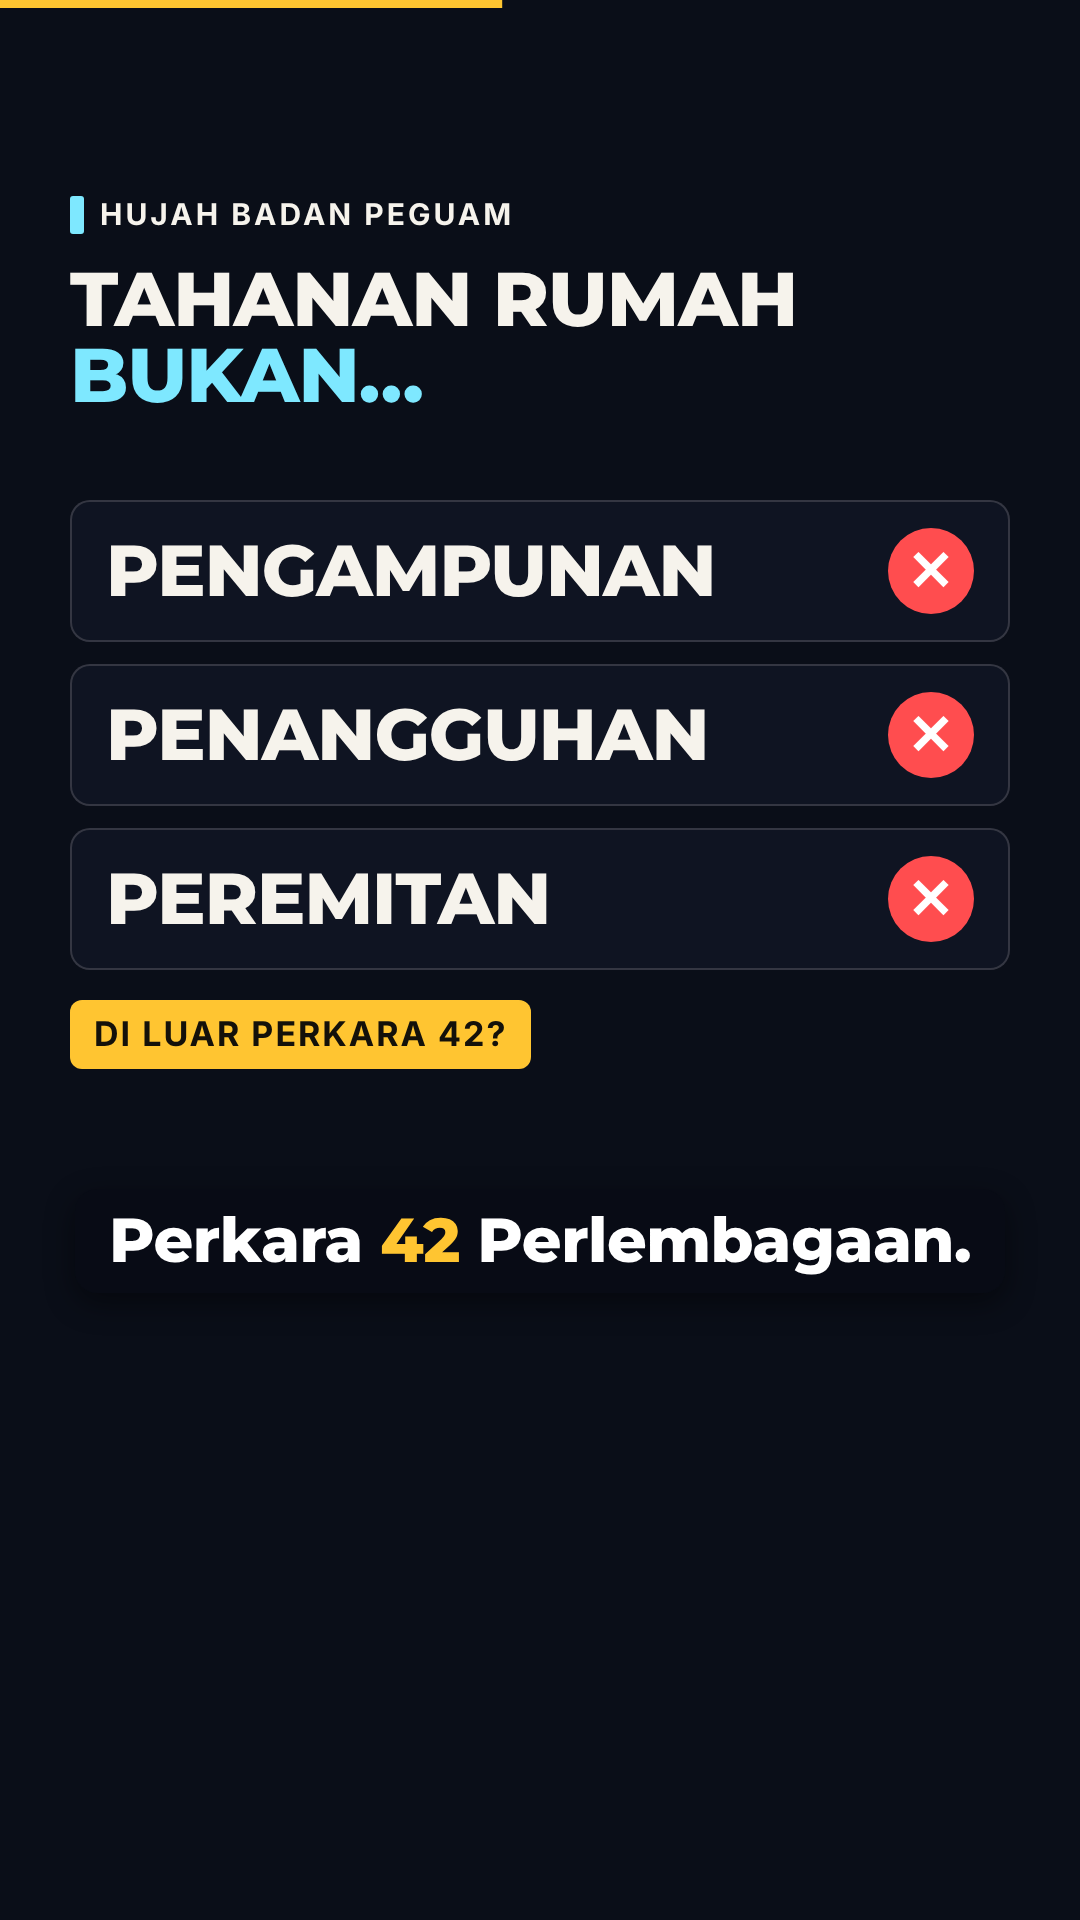 HUJAH BADAN PEGUAM
TAHANAN RUMAH
BUKAN...
PENGAMPUNAN
PENANGGUHAN
PEREMITAN
DI LUAR PERKARA 42?
Perkara 42 Perlembagaan.